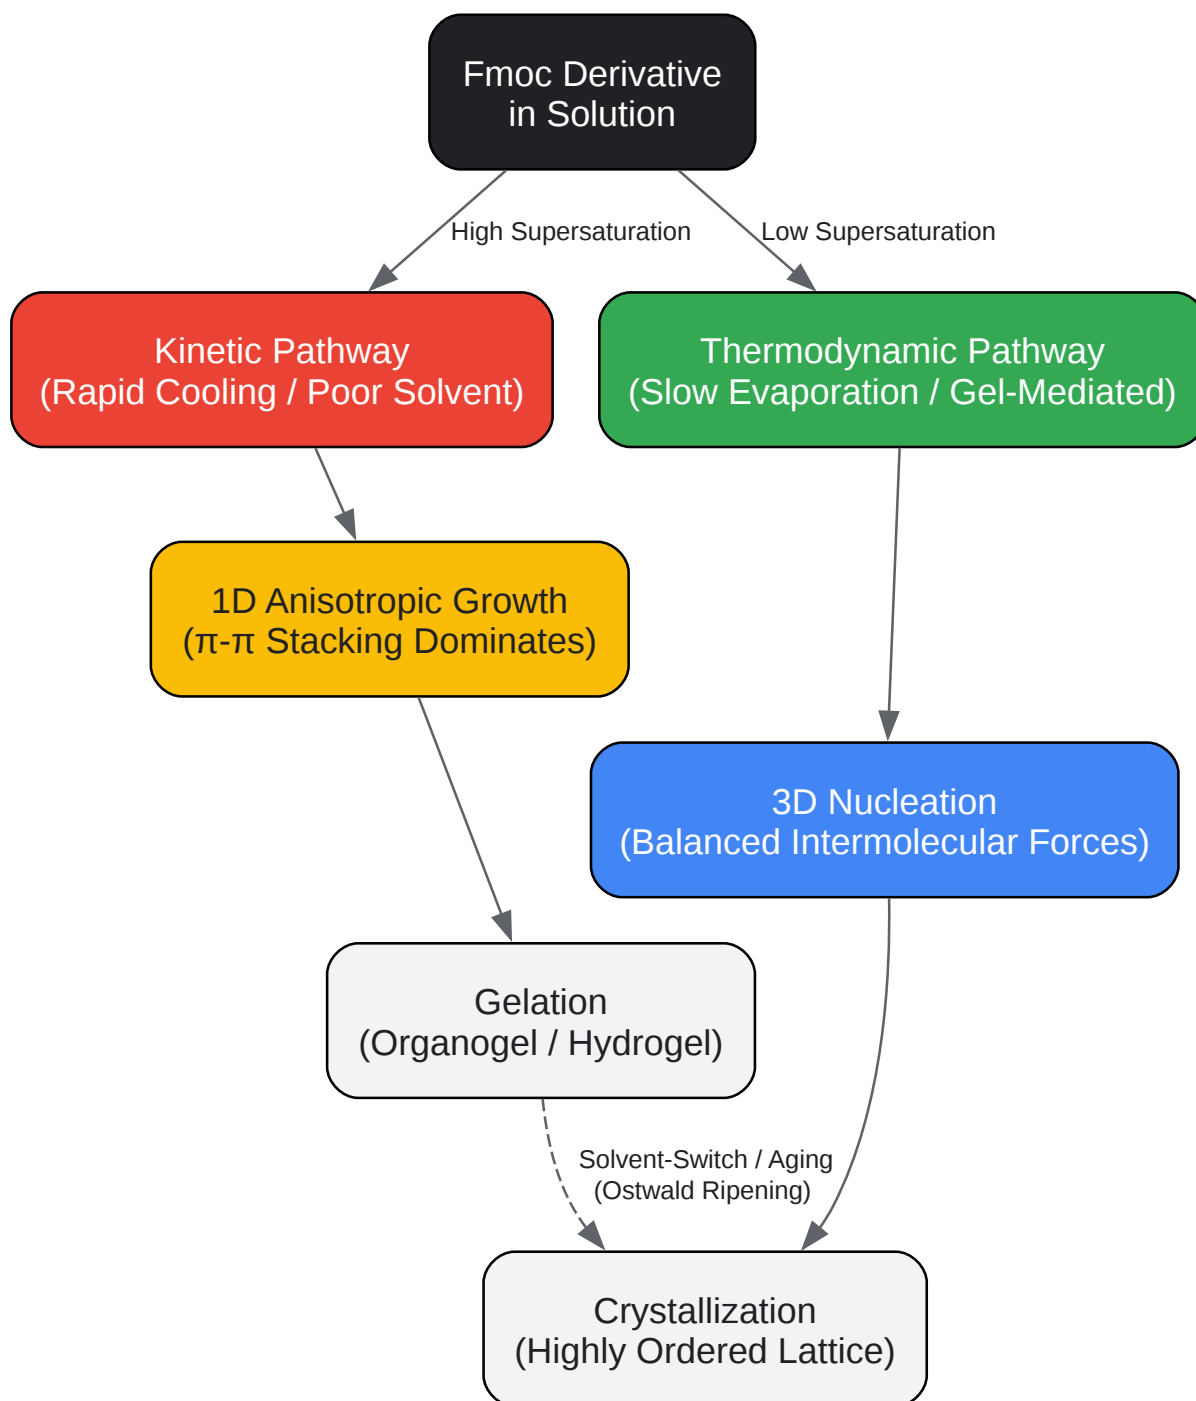 Fmoc Derivative
in Solution
High Supersaturation
Low Supersaturation
Kinetic Pathway
(Rapid Cooling / Poor Solvent)
Thermodynamic Pathway
(Slow Evaporation / Gel-Mediated)
1D Anisotropic Growth
(π-π Stacking Dominates)
3D Nucleation
(Balanced Intermolecular Forces)
Gelation
(Organogel / Hydrogel)
Solvent-Switch / Aging
(Ostwald Ripening)
Crystallization
(Highly Ordered Lattice)